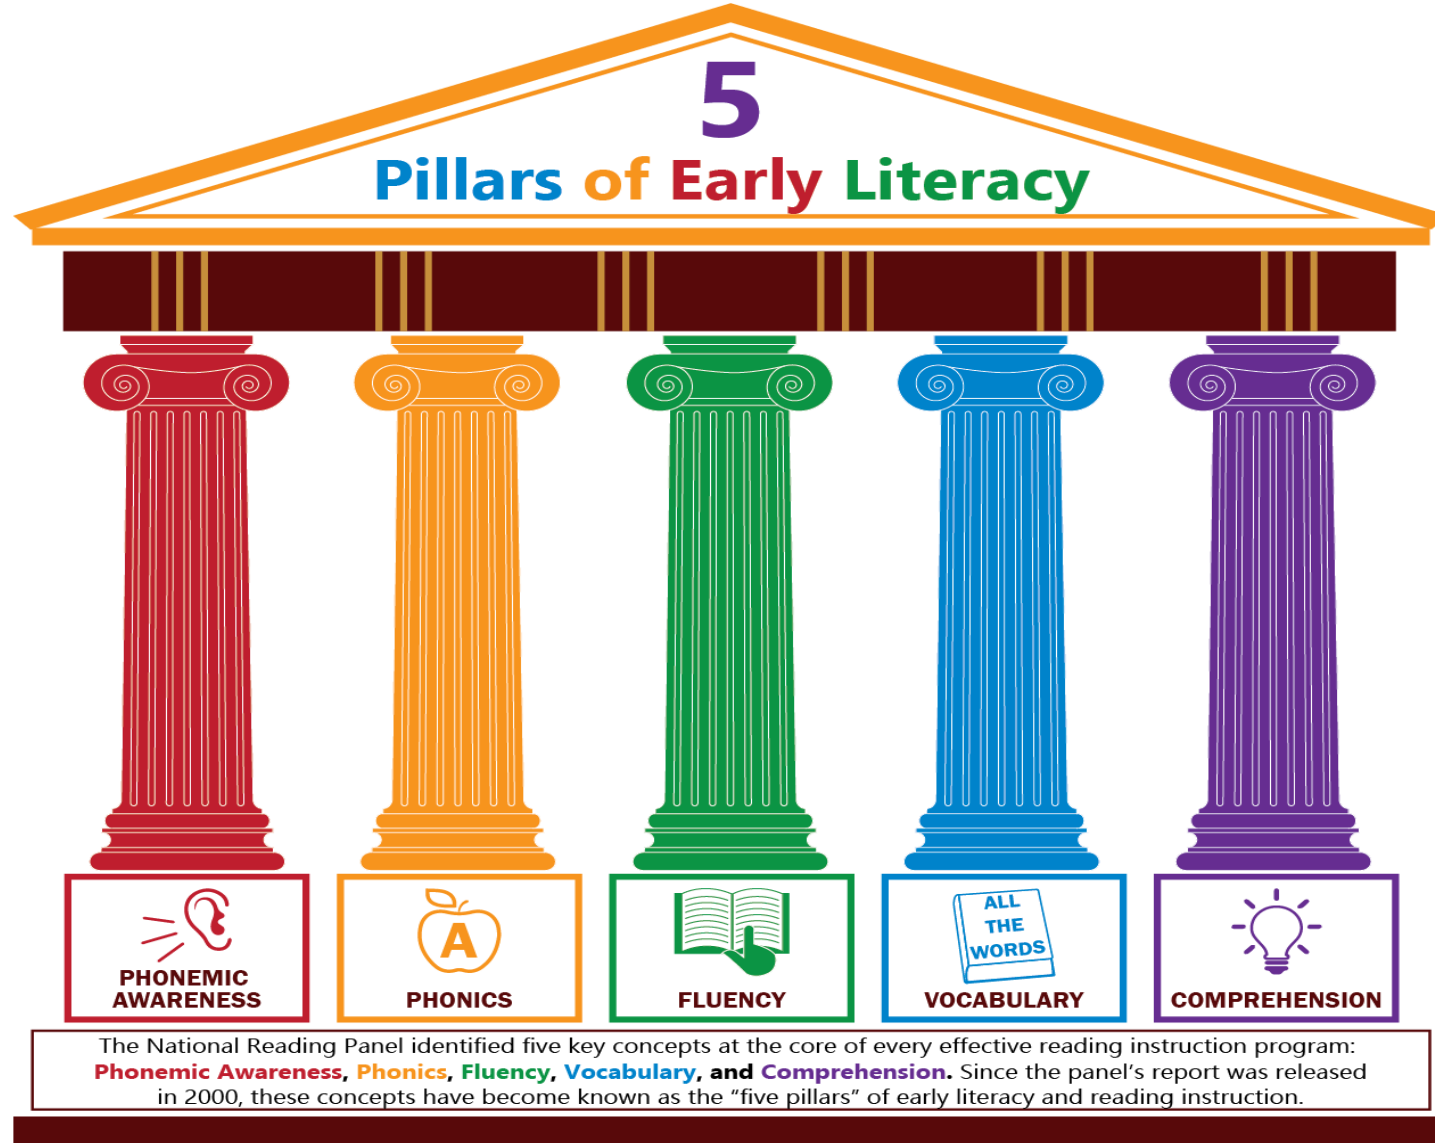 5
Pillars of Early Literacy
PHONEMIC
AWARENESS
A
PHONICS
FLUENCY
ALL
THE
WORDS
VOCABULARY
COMPREHENSION
The National Reading Panel identified five key concepts at the core of every effective reading instruction program:
Phonemic Awareness, Phonics, Fluency, Vocabulary, and Comprehension. Since the panel’s report was released
in 2000, these concepts have become known as the “five pillars” of early literacy and reading instruction.